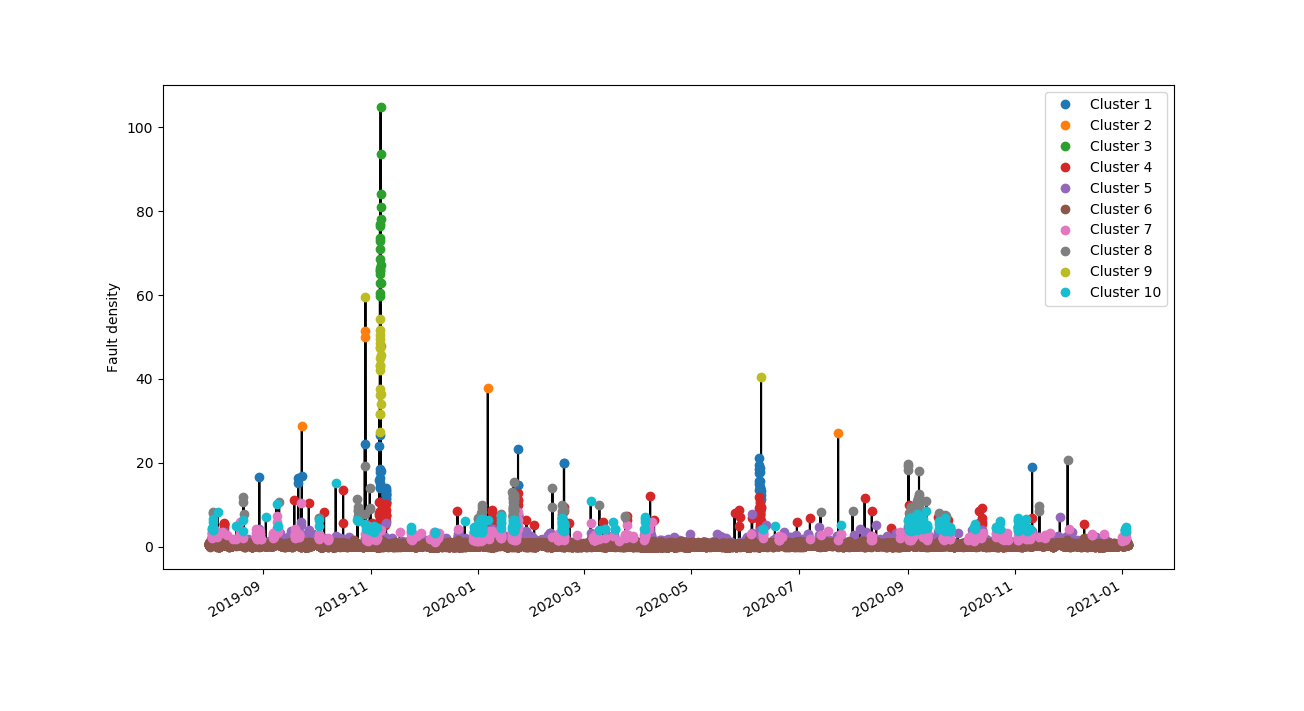 Cluster 1
Cluster 2
Cluster 3
Cluster 4
Cluster 5
Cluster 6
Cluster 7
Cluster 8
Cluster 9
Cluster 10
Fault density
100
80
60
40
20
0
2019-09
2019-11
2020-01
2020-03
2020-05
2020-07
2020-09
2020-11
2021-01